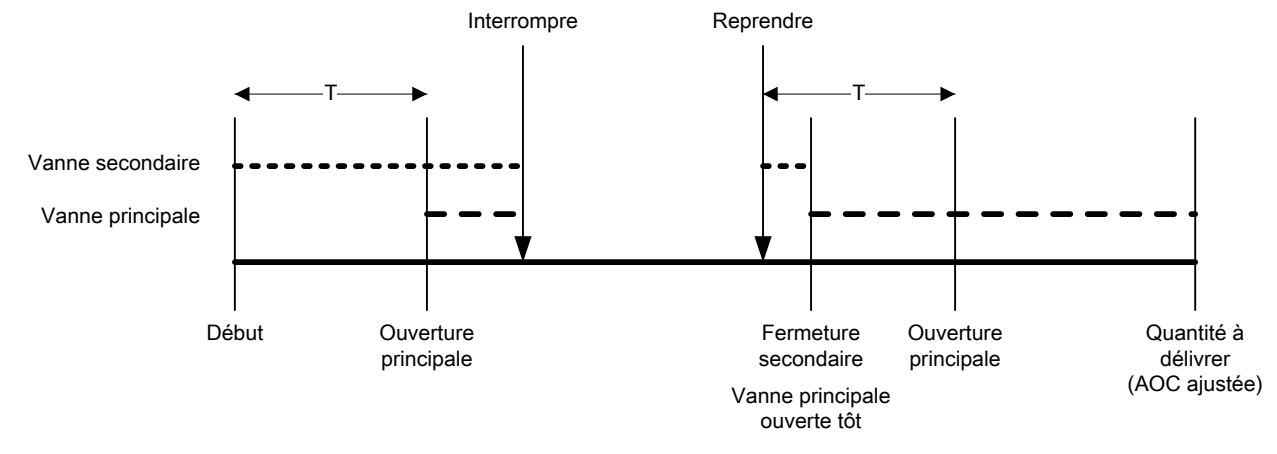 Interrompre
Reprendre
T
T
Vanne secondaire
Vanne principale
Début
Ouverture
principale
Fermeture
secondaire
Vanne principale
ouverte tôt
Ouverture
principale
Quantité à
délivrer
(AOC ajustée)